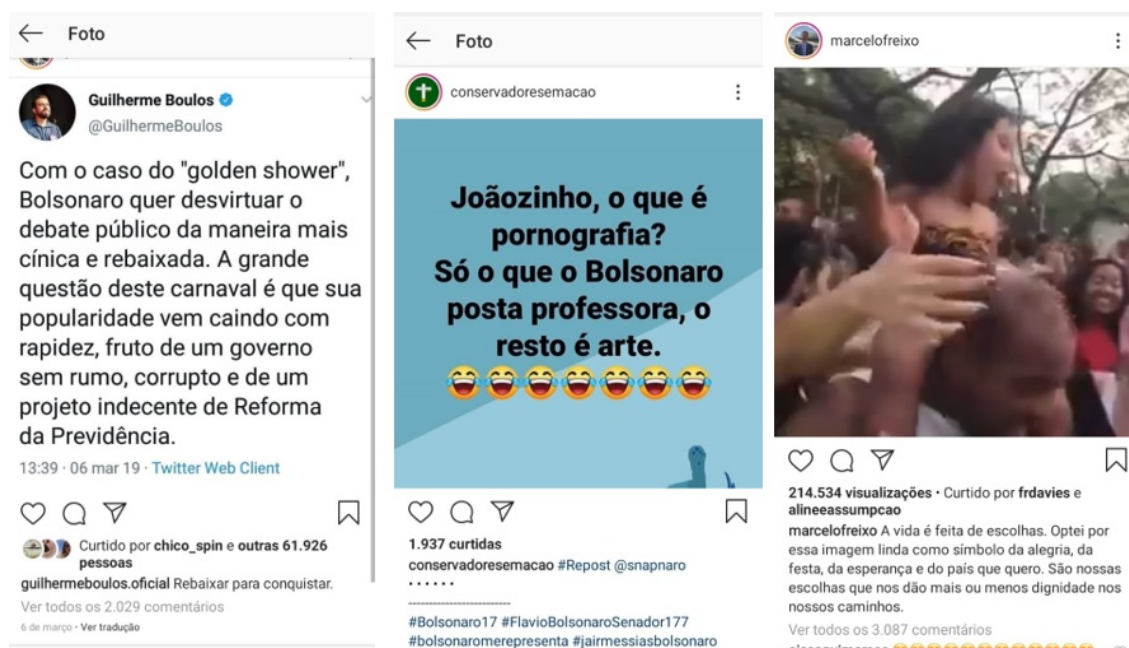 Foto
Guilherme Boulos
@GuilhermeBoulos
Com o caso do "golden shower",
Bolsonaro quer desvirtuar o
debate público da maneira mais
cínica e rebaixada. A grande
questão deste carnaval é que sua
popularidade vem caindo com
rapidez, fruto de um governo
sem rumo, corrupto e de um
projeto indecente de Reforma
da Previdência.
13:39 · 06 mar 19 · Twitter Web Client
Curtido por chico_spin e outras 61.926
pessoas
guilhermeboulos.oficial Rebaixar para conquistar.
Ver todos os 2.029 comentários
6 de março • Ver tradução
Foto
conservadoresemacao
Joãozinho, o que é
pornografia?
Só o que o Bolsonaro
posta professora, o
resto é arte.
😂😂😂😂😂😂😂
1.937 curtidas
conservadoresemacao #Repost @snapnaro
• • • • • •
-------------------------
#Bolsonaro17 #FlavioBolsonaroSenador177
#bolsonaromerepresenta #jairmessiasbolsonaro
marcelofreixo
214.534 visualizações • Curtido por frdavies e
alineeassumpcao
marcelofreixo A vida é feita de escolhas. Optei por
essa imagem linda como símbolo da alegria, da
festa, da esperança e do país que quero. São nossas
escolhas que nos dão mais ou menos dignidade nos
nossos caminhos.
Ver todos os 3.087 comentários